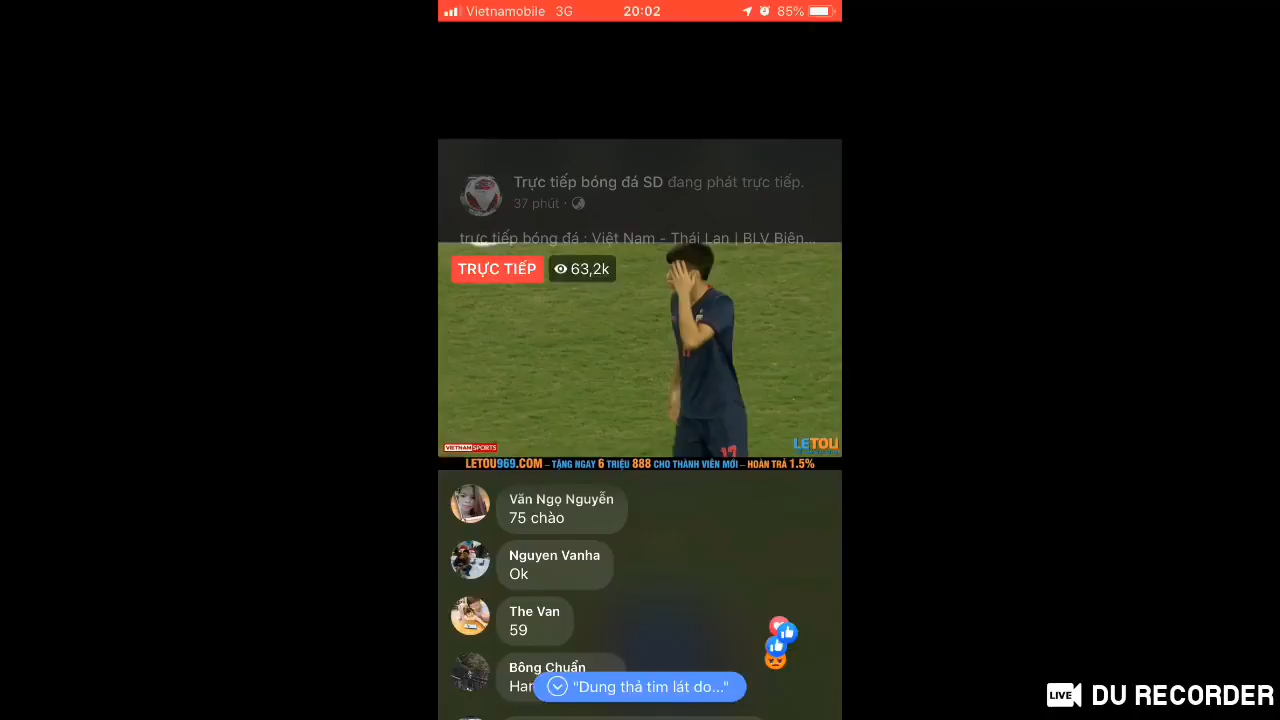 Vietnamobile 3G 20:02 85%
Trực tiếp bóng đá SD đang phát trực tiếp.
37 phút ·
trực tiếp bóng đá : Việt Nam - Thái Lan | BLV Biên...
TRỰC TIẾP 63,2k
17
VIETNAMSPORTS
LETOU
LETOU969.COM – TẶNG NGAY 6 TRIỆU 888 CHO THÀNH VIÊN MỚI – HOÀN TRẢ 1.5%
Văn Ngọ Nguyễn
75 chào
Nguyen Vanha
Ok
The Van
59
Bông Chuẩn
"Dung thả tim lát do..."
LIVE DU RECORDER